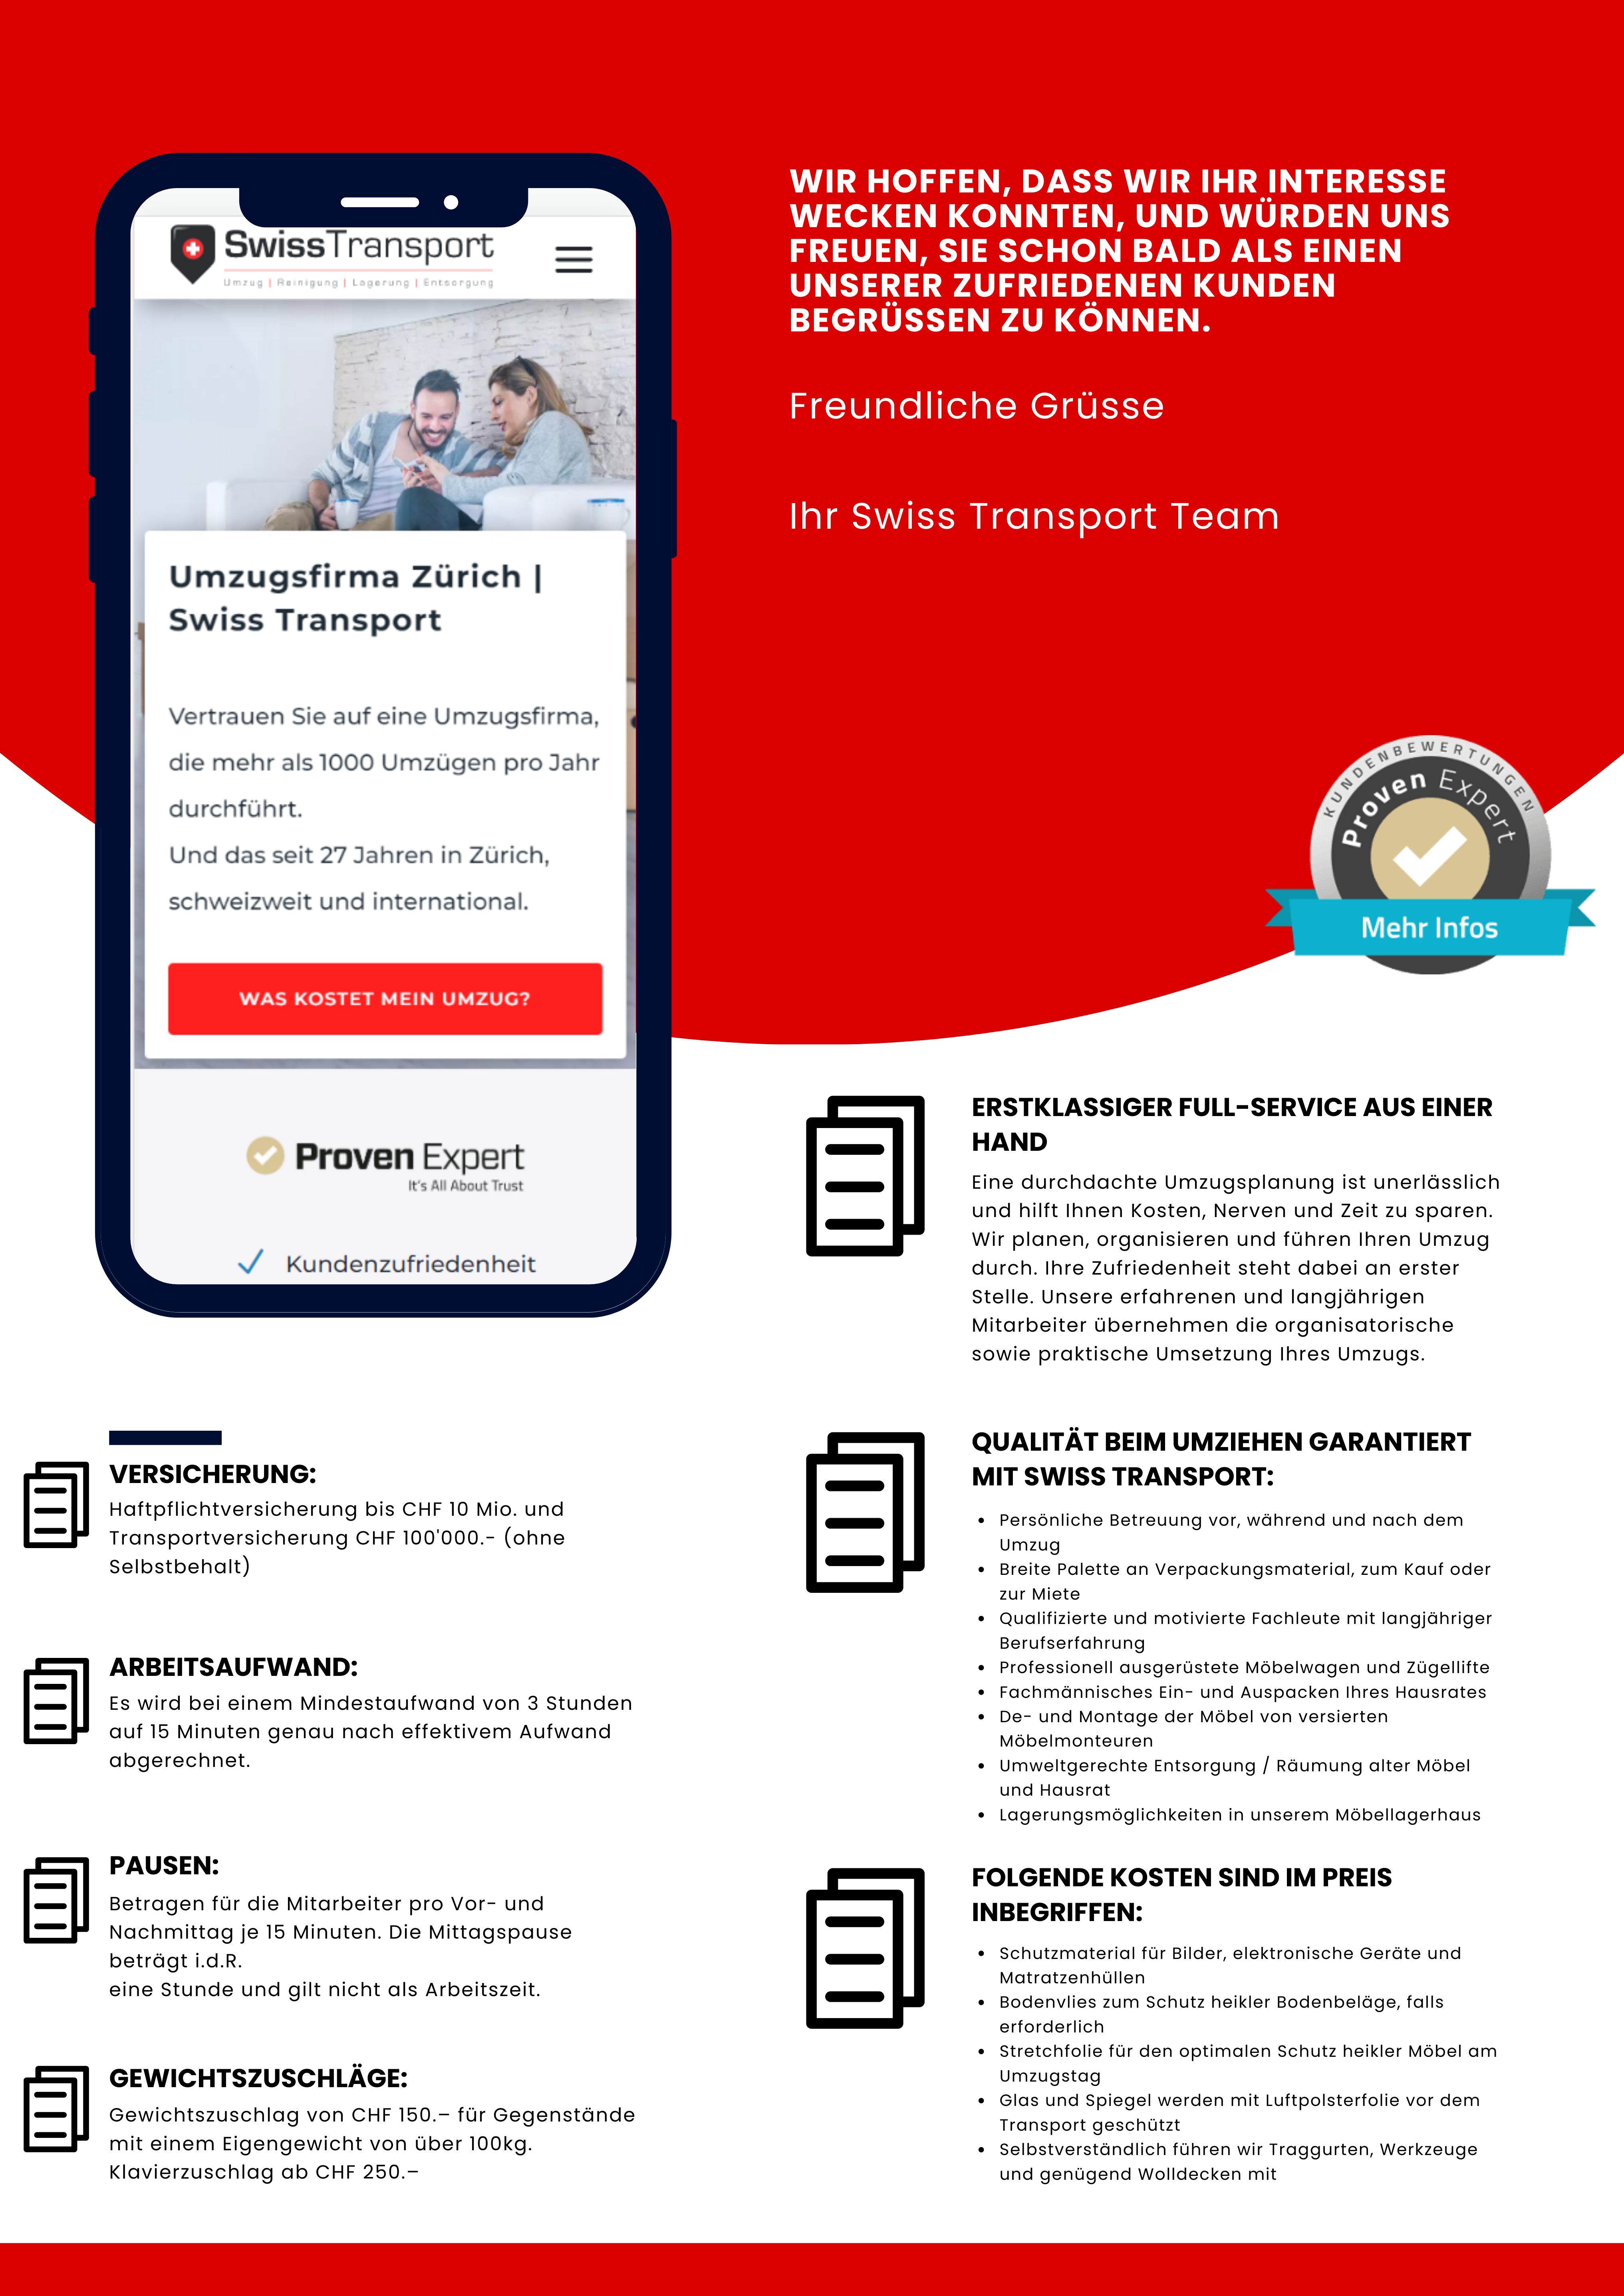 SwissTransport
Umzug | Reinigung | Lagerung | Entsorgung
Umzugsfirma Zürich |
Swiss Transport
Vertrauen Sie auf eine Umzugsfirma,
die mehr als 1000 Umzügen pro Jahr
durchführt.
Und das seit 27 Jahren in Zürich,
schweizweit und international.
WAS KOSTET MEIN UMZUG?
Proven Expert
It's All About Trust
Kundenzufriedenheit
WIR HOFFEN, DASS WIR IHR INTERESSE
WECKEN KONNTEN, UND WÜRDEN UNS
FREUEN, SIE SCHON BALD ALS EINEN
UNSERER ZUFRIEDENEN KUNDEN
BEGRÜSSEN ZU KÖNNEN.
Freundliche Grüsse
Ihr Swiss Transport Team
KUNDENBEWERTUNGEN
Proven Expert
Mehr Infos
VERSICHERUNG:
Haftpflichtversicherung bis CHF 10 Mio. und
Transportversicherung CHF 100'000.- (ohne
Selbstbehalt)
ARBEITSAUFWAND:
Es wird bei einem Mindestaufwand von 3 Stunden
auf 15 Minuten genau nach effektivem Aufwand
abgerechnet.
PAUSEN:
Betragen für die Mitarbeiter pro Vor- und
Nachmittag je 15 Minuten. Die Mittagspause
beträgt i.d.R.
eine Stunde und gilt nicht als Arbeitszeit.
GEWICHTSZUSCHLÄGE:
Gewichtszuschlag von CHF 150.– für Gegenstände
mit einem Eigengewicht von über 100kg.
Klavierzuschlag ab CHF 250.–
ERSTKLASSIGER FULL-SERVICE AUS EINER
HAND
Eine durchdachte Umzugsplanung ist unerlässlich
und hilft Ihnen Kosten, Nerven und Zeit zu sparen.
Wir planen, organisieren und führen Ihren Umzug
durch. Ihre Zufriedenheit steht dabei an erster
Stelle. Unsere erfahrenen und langjährigen
Mitarbeiter übernehmen die organisatorische
sowie praktische Umsetzung Ihres Umzugs.
QUALITÄT BEIM UMZIEHEN GARANTIERT
MIT SWISS TRANSPORT:
• Persönliche Betreuung vor, während und nach dem
Umzug
• Breite Palette an Verpackungsmaterial, zum Kauf oder
zur Miete
• Qualifizierte und motivierte Fachleute mit langjähriger
Berufserfahrung
• Professionell ausgerüstete Möbelwagen und Zügellifte
• Fachmännisches Ein- und Auspacken Ihres Hausrates
• De- und Montage der Möbel von versierten
Möbelmonteuren
• Umweltgerechte Entsorgung / Räumung alter Möbel
und Hausrat
• Lagerungsmöglichkeiten in unserem Möbellagerhaus
FOLGENDE KOSTEN SIND IM PREIS
INBEGRIFFEN:
• Schutzmaterial für Bilder, elektronische Geräte und
Matratzenhüllen
• Bodenvlies zum Schutz heikler Bodenbeläge, falls
erforderlich
• Stretchfolie für den optimalen Schutz heikler Möbel am
Umzugstag
• Glas und Spiegel werden mit Luftpolsterfolie vor dem
Transport geschützt
• Selbstverständlich führen wir Traggurten, Werkzeuge
und genügend Wolldecken mit